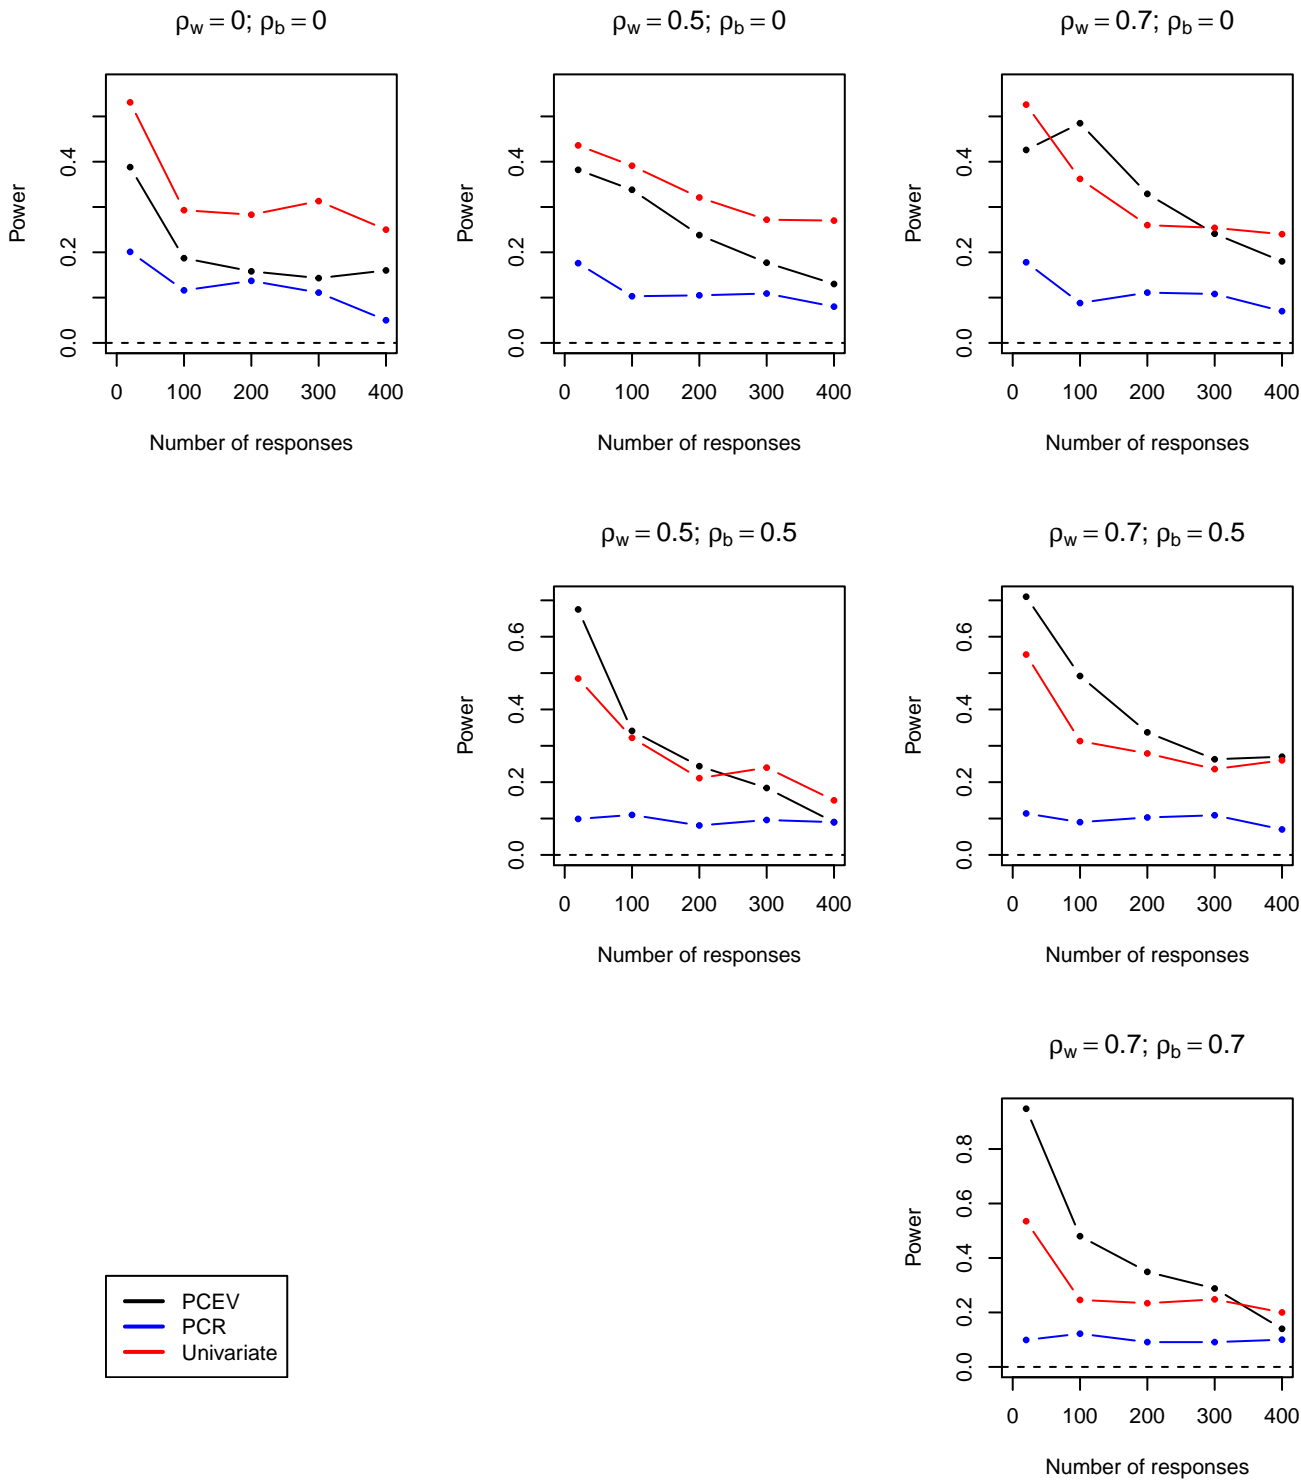 ρw = 0; ρb = 0
Power
0.0 0.2 0.4
0 100 200 300 400
Number of responses
ρw = 0.5; ρb = 0
Power
0.0 0.2 0.4
0 100 200 300 400
Number of responses
ρw = 0.7; ρb = 0
Power
0.0 0.2 0.4
0 100 200 300 400
Number of responses
ρw = 0.5; ρb = 0.5
Power
0.0 0.2 0.4 0.6
0 100 200 300 400
Number of responses
ρw = 0.7; ρb = 0.5
Power
0.0 0.2 0.4 0.6
0 100 200 300 400
Number of responses
ρw = 0.7; ρb = 0.7
Power
0.0 0.2 0.4 0.6 0.8
0 100 200 300 400
Number of responses
PCEV
PCR
Univariate